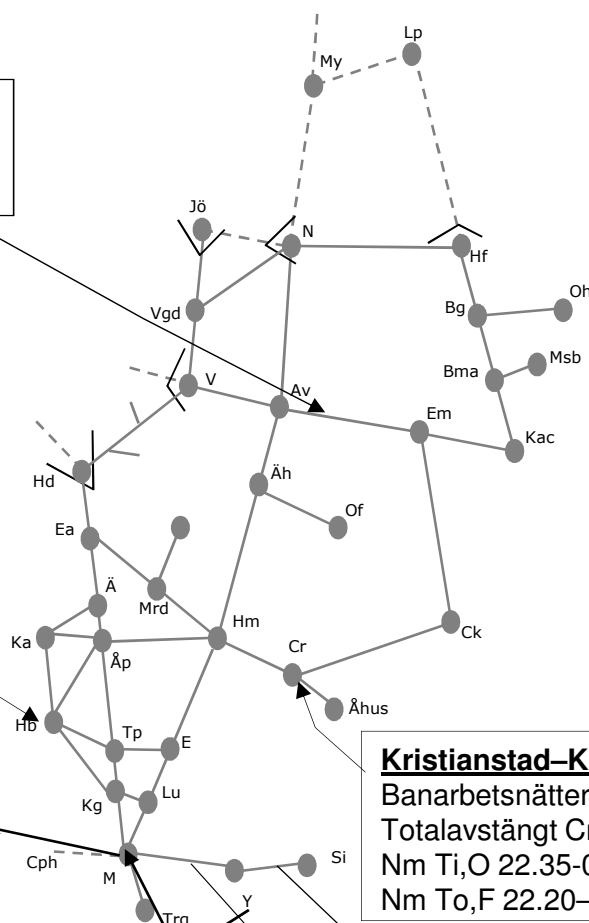 Lp
My
Jö
N
Hf
Vgd
Bg
Oh
Msb
Bma
V
Av
Em
Kac
Hd
Äh
Of
Ea
Ä
Mrd
Hm
Ck
Ka
Åp
Cr
Åhus
Hb
Tp
E
Kg
Lu
Cph
M
Si
Y
Trg
Kristianstad–K
Banarbetsnätter
Totalavstängt Cr
Nm Ti,O 22.35-0
Nm To,F 22.20–